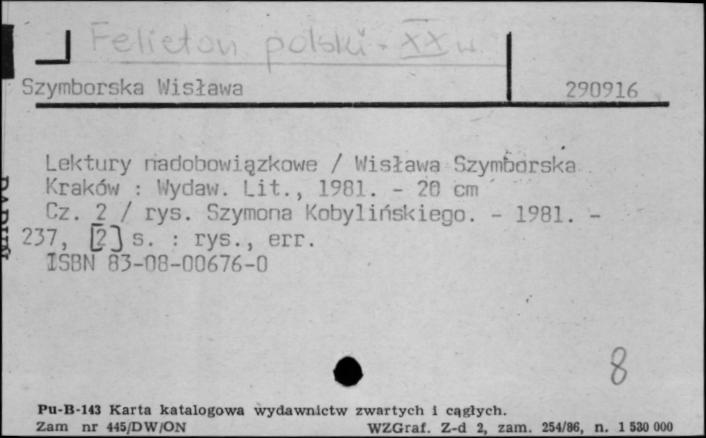 Felieton polski - XX w
Szymborska Wisława 290916
Lektury nadobowiązkowe / Wisława Szymborska
Kraków : Wydaw. Lit., 1981. - 20 cm
Cz. 2 / rys. Szymona Kobylińskiego. - 1981. -
237, [2] s. : rys., err.
ISBN 83-08-00676-0
8
Pu-B-143 Karta katalogowa wydawnictw zwartych i ciągłych.
Zam nr 445/DW/ON WZGraf. Z-d 2, zam. 254/86, n. 1 530 000